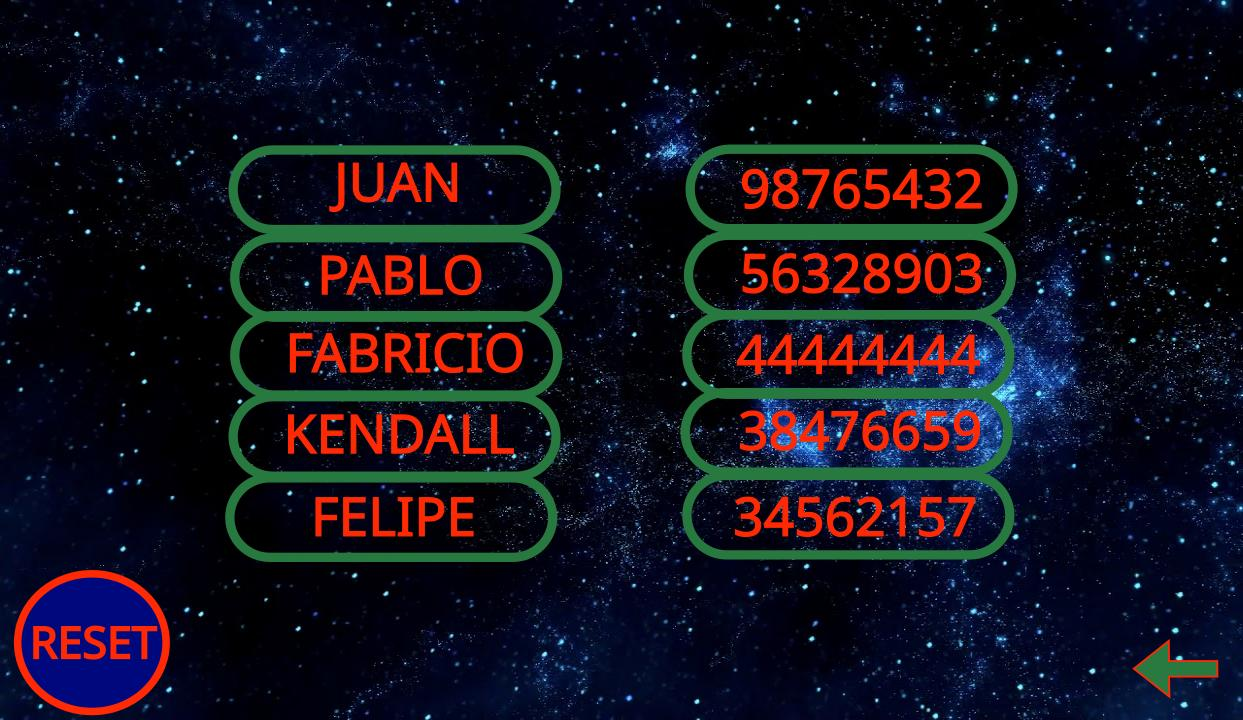 JUAN 98765432
PABLO 56328903
FABRICIO 44444444
KENDALL 38476659
FELIPE 34562157
RESET